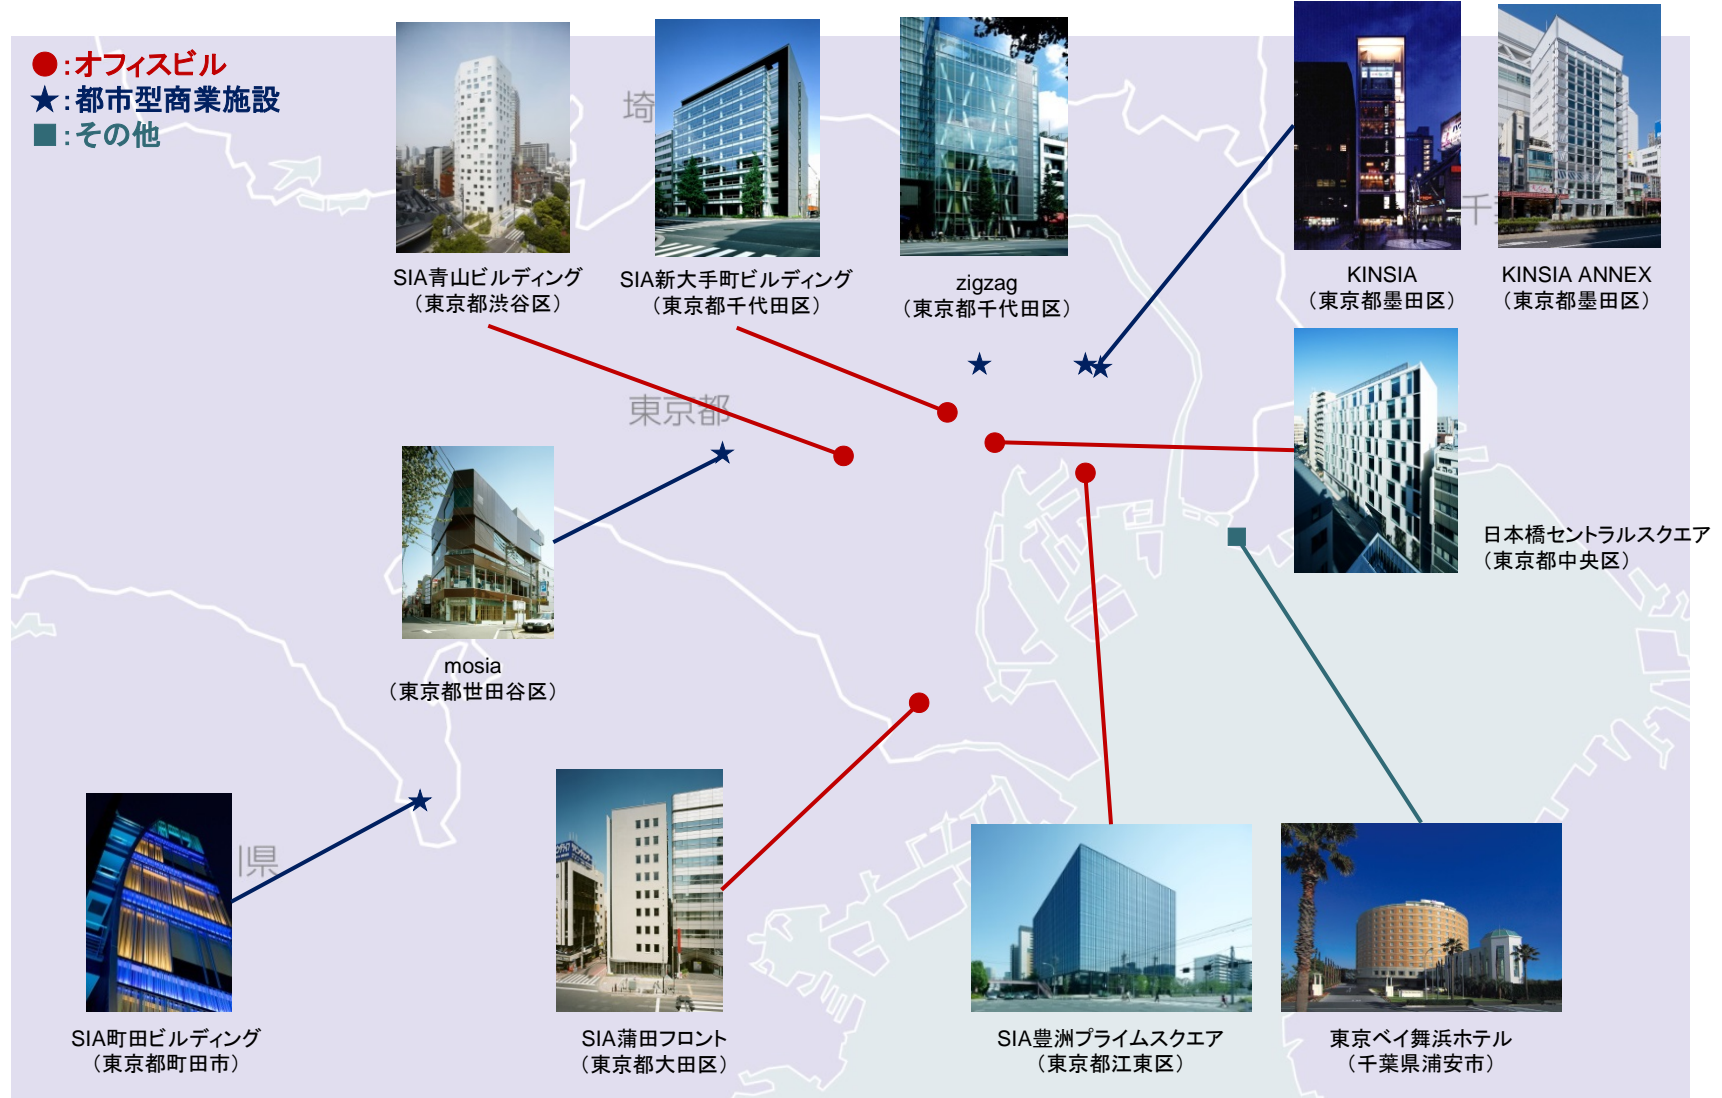 ●:オフィスビル
★:都市型商業施設
■:その他
埼
千
東京都
川県
SIA青山ビルディング
（東京都渋谷区）
SIA新大手町ビルディング
（東京都千代田区）
zigzag
（東京都千代田区）
KINSIA
（東京都墨田区）
KINSIA ANNEX
（東京都墨田区）
日本橋セントラルスクエア
（東京都中央区）
mosia
（東京都世田谷区）
SIA町田ビルディング
（東京都町田市）
SIA蒲田フロント
（東京都大田区）
SIA豊洲プライムスクエア
（東京都江東区）
東京ベイ舞浜ホテル
（千葉県浦安市）